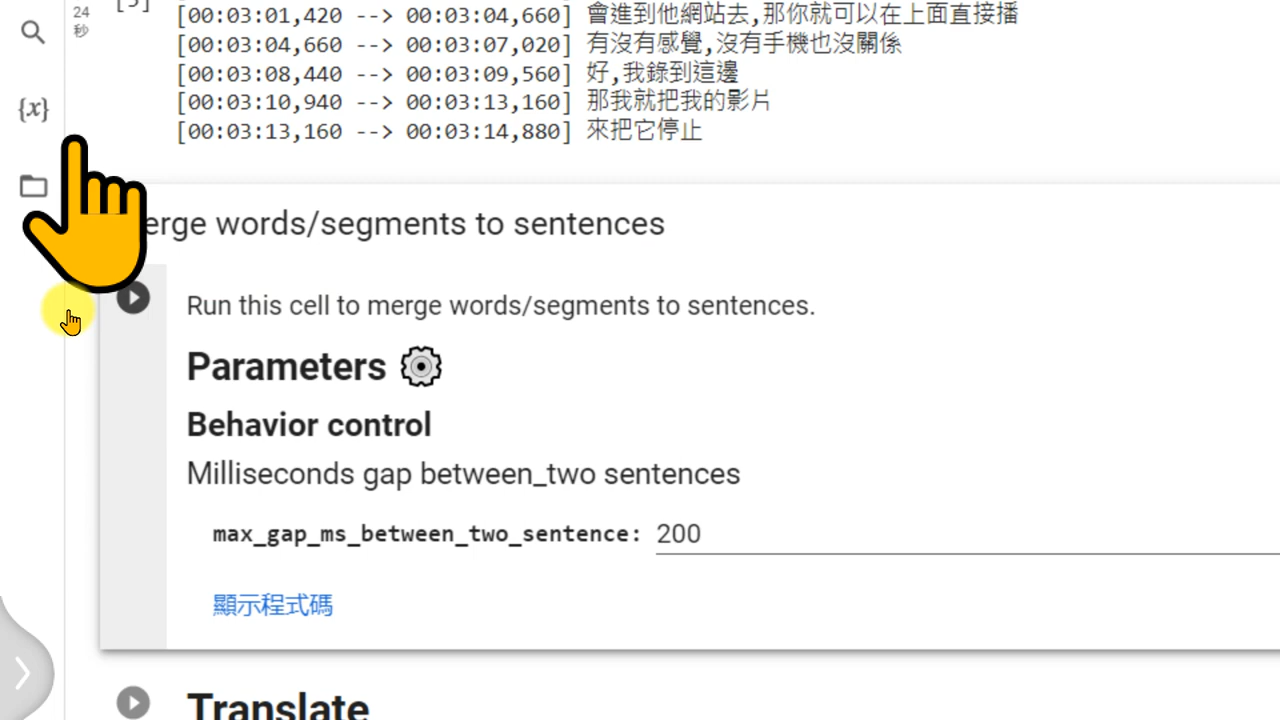 24
秒
[00:03:01,420 --> 00:03:04,660] 會進到他網站去,那你就可以在上面直接播
[00:03:04,660 --> 00:03:07,020] 有沒有感覺,沒有手機也沒關係
[00:03:08,440 --> 00:03:09,560] 好,我錄到這邊
{x}
[00:03:10,940 --> 00:03:13,160] 那我就把我的影片
[00:03:13,160 --> 00:03:14,880] 來把它停止
erge words/segments to sentences
Run this cell to merge words/segments to sentences.
Parameters
Behavior control
Milliseconds gap between_two sentences
max_gap_ms_between_two_sentence: 200
顯示程式碼
Translate